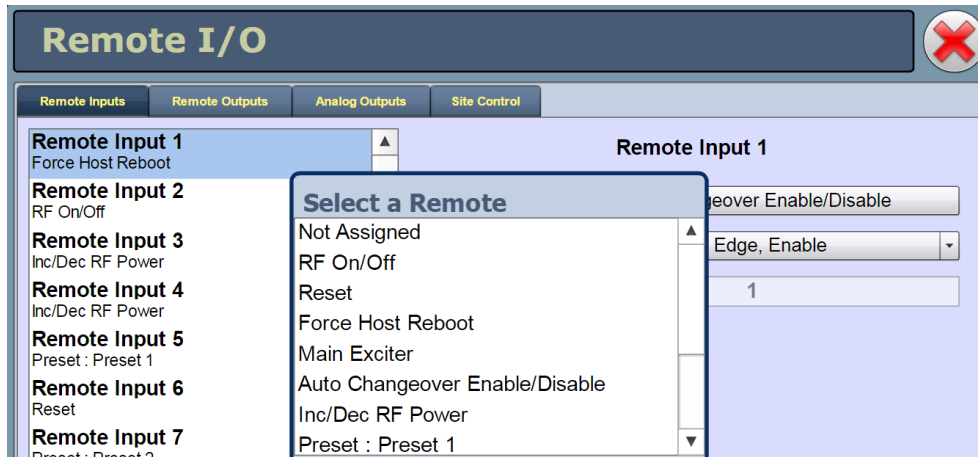 Remote I/O
Remote Inputs
Remote Outputs
Analog Outputs
Site Control
Remote Input 1
Force Host Reboot
Remote Input 2
RF On/Off
Remote Input 3
Inc/Dec RF Power
Remote Input 4
Inc/Dec RF Power
Remote Input 5
Preset : Preset 1
Remote Input 6
Reset
Remote Input 7
Select a Remote
Not Assigned
RF On/Off
Reset
Force Host Reboot
Main Exciter
Auto Changeover Enable/Disable
Inc/Dec RF Power
Preset : Preset 1
Remote Input 1
Enable/Disable
Edge, Enable
1